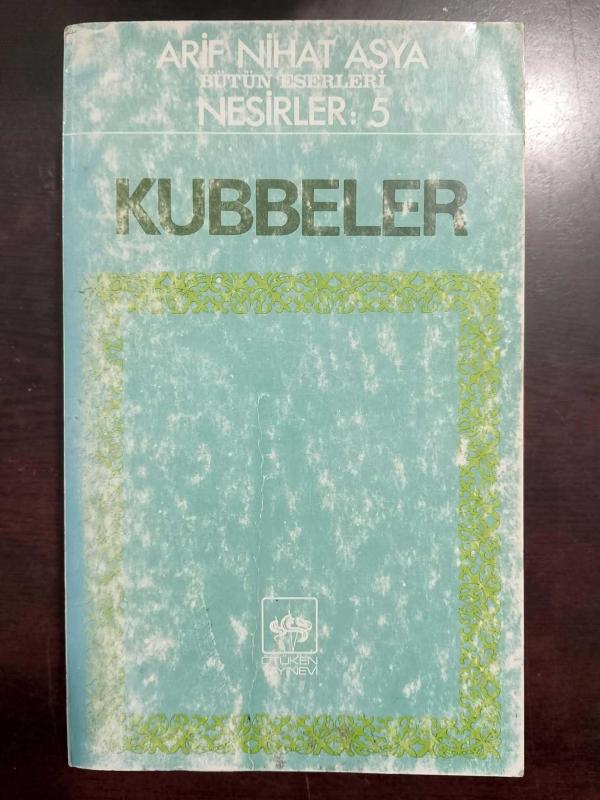 ARİF NİHAT ASYA
BÜTÜN ESERLERİ
NESİRLER: 5
KUBBELER
ÖTÜKEN
YAYINEVİ